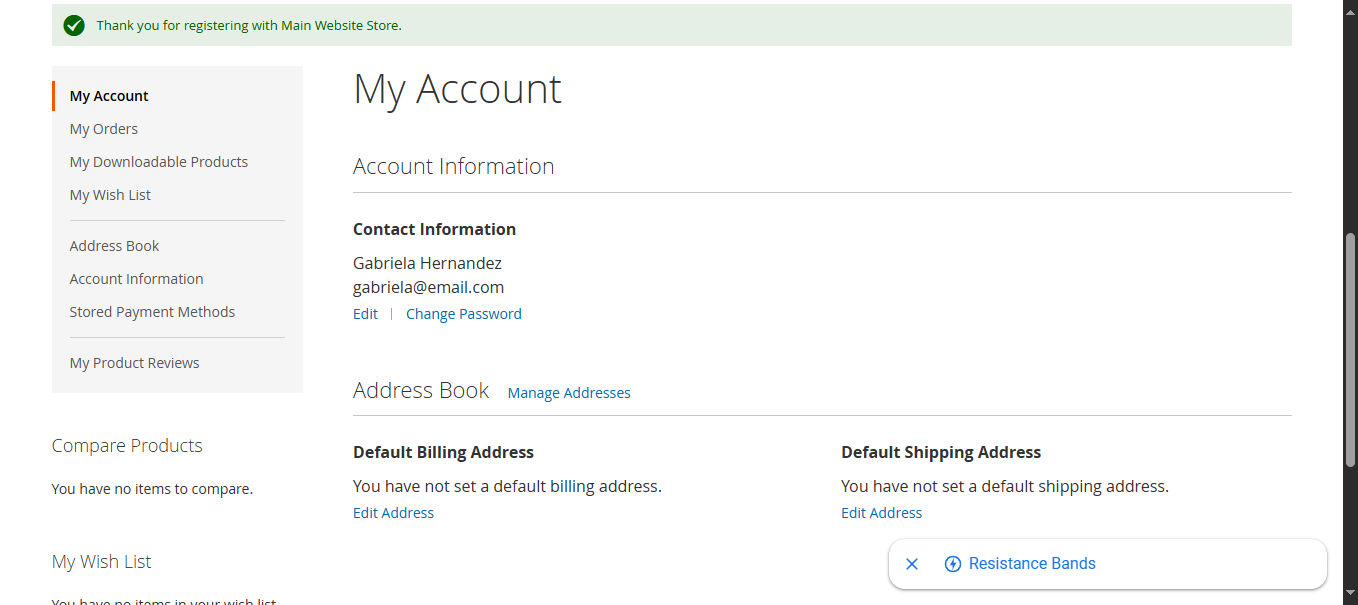 Thank you for registering with Main Website Store.
My Account
My Orders
My Downloadable Products
My Wish List
Address Book
Account Information
Stored Payment Methods
My Product Reviews
Compare Products
You have no items to compare.
My Wish List
You have no items in your wish list.
My Account
Account Information
Contact Information
Gabriela Hernandez
gabriela@email.com
Edit | Change Password
Address Book Manage Addresses
Default Billing Address
You have not set a default billing address.
Edit Address
Default Shipping Address
You have not set a default shipping address.
Edit Address
Resistance Bands